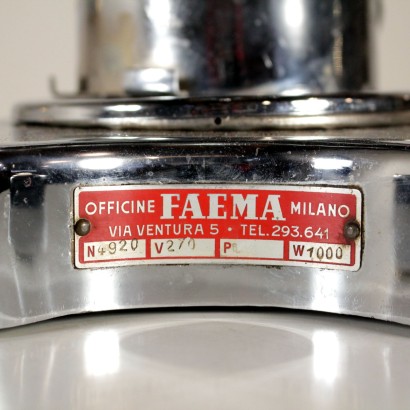 OFFICINE FAEMA MILANO
VIA VENTURA 5 • TEL.293.641
N 4920 V 270 P W 1000